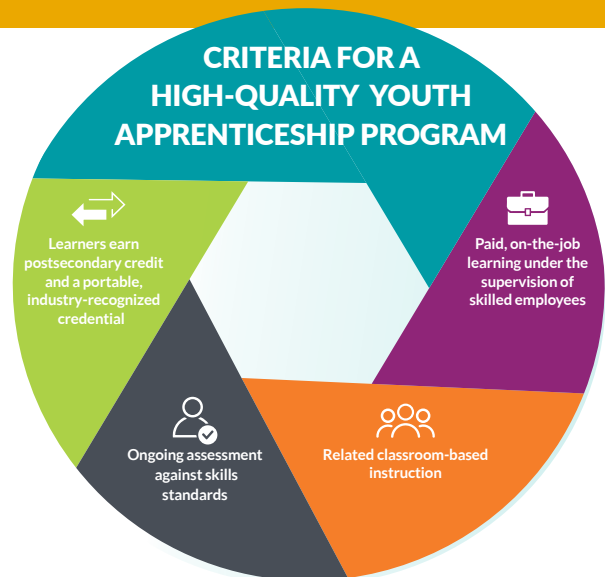 CRITERIA FOR A
HIGH-QUALITY YOUTH
APPRENTICESHIP PROGRAM
Paid, on-the-job
learning under the
supervision of
skilled employees
Related classroom-based
instruction
Ongoing assessment
against skills
standards
Learners earn
postsecondary credit
and a portable,
industry-recognized
credential